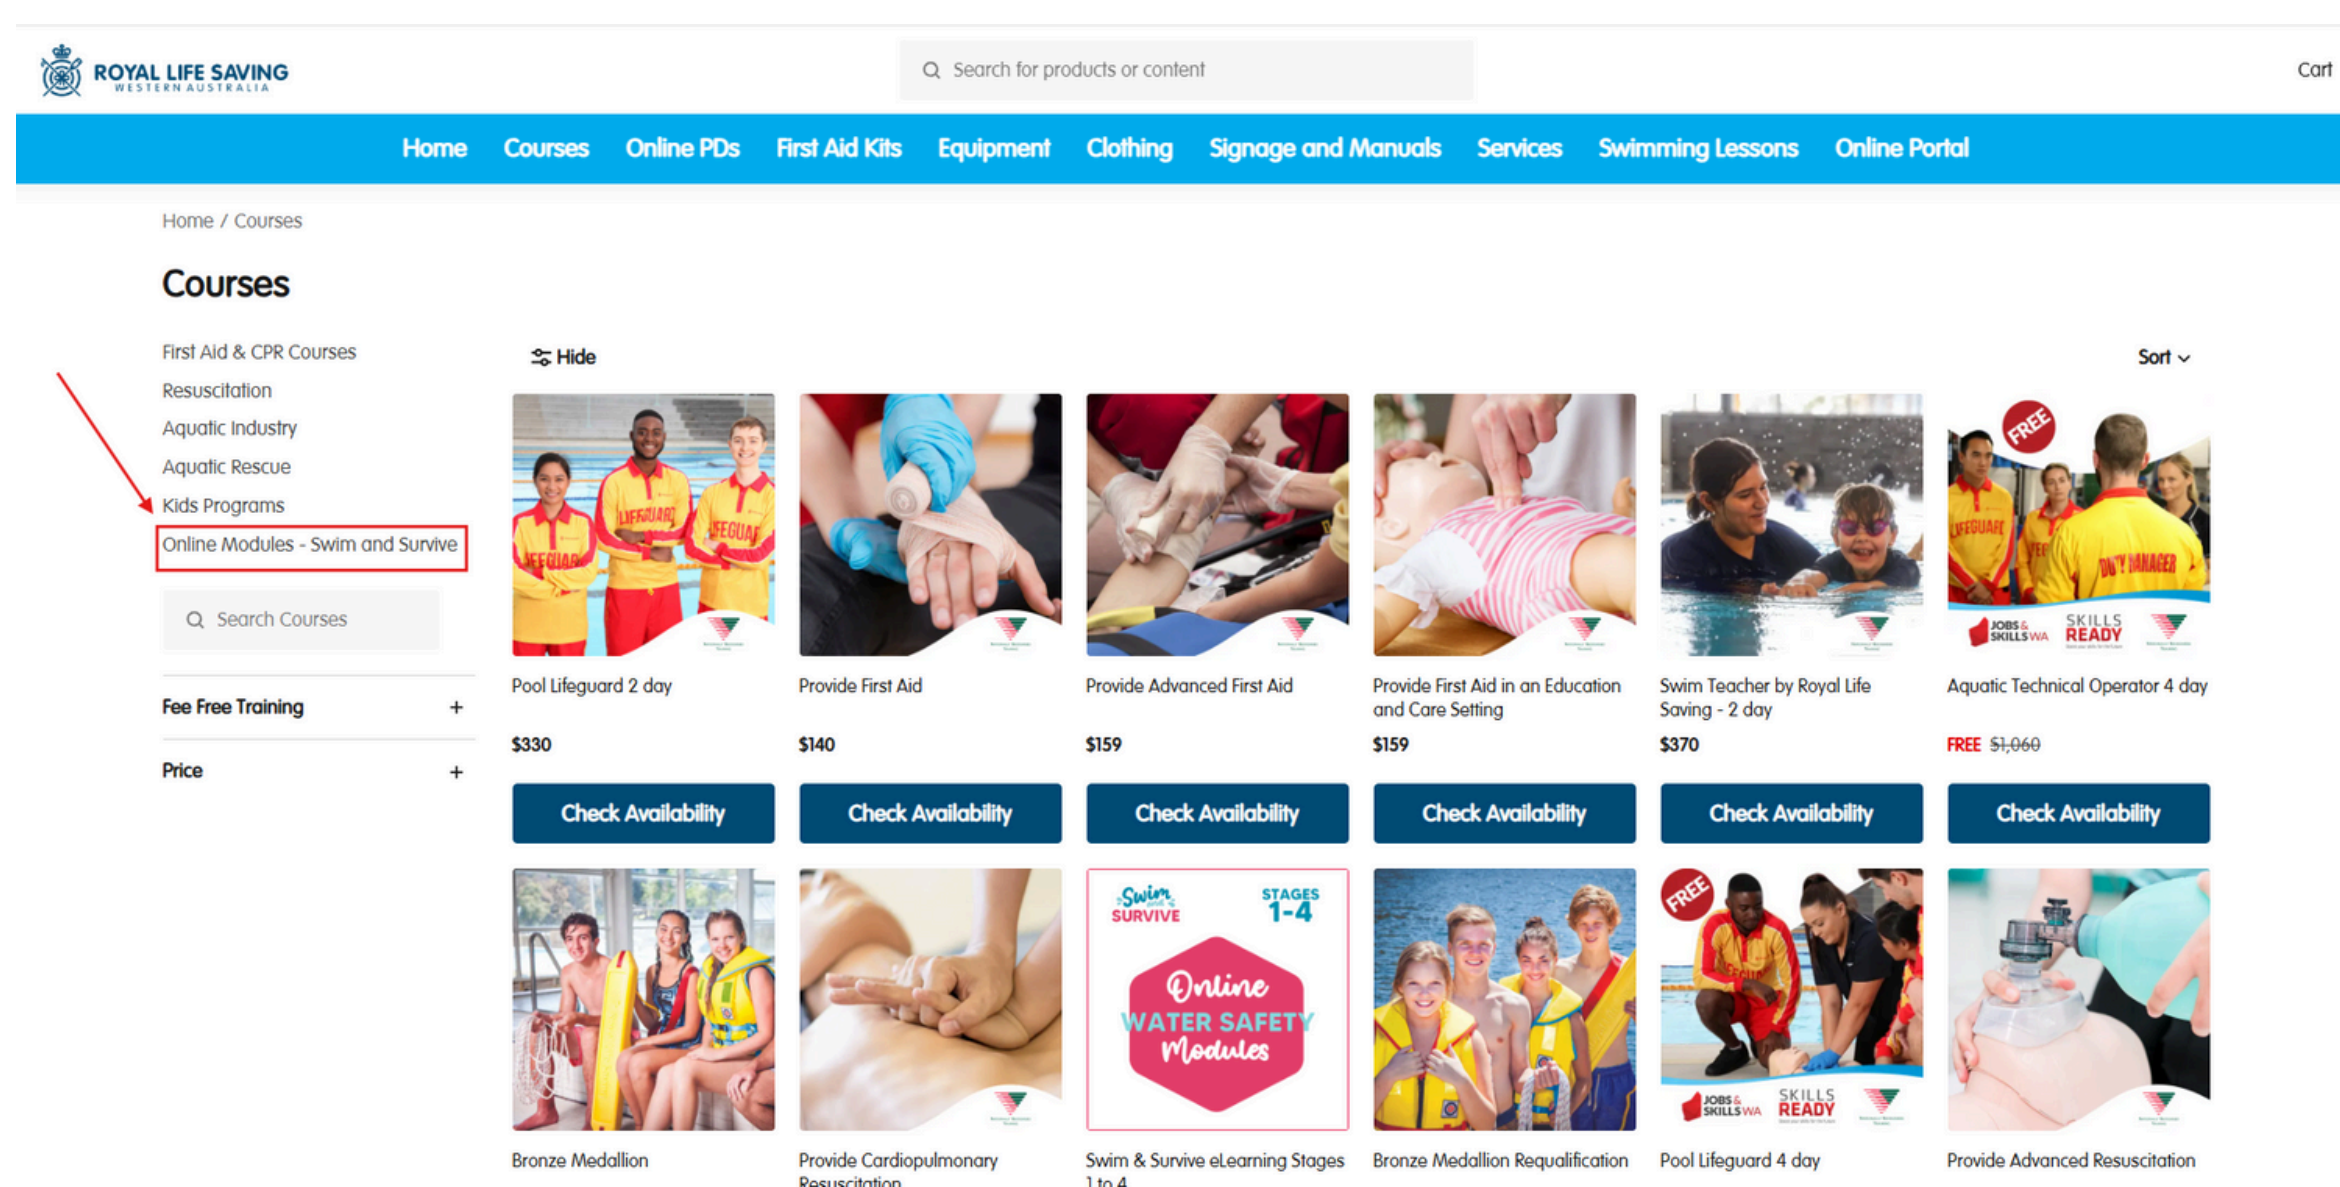 ROYAL LIFE SAVING
WESTERN AUSTRALIA
Search for products or content
Cart
Home Courses Online PDs First Aid Kits Equipment Clothing Signage and Manuals Services Swimming Lessons Online Portal
Home / Courses
Courses
First Aid & CPR Courses
Resuscitation
Aquatic Industry
Aquatic Rescue
Kids Programs
Online Modules - Swim and Survive
Search Courses
Fee Free Training +
Price +
Hide
Sort
LIFEGUARD
FREE
LIFEGUARD
DUTY MANAGER
JOBS &
SKILLS WA
SKILLS
READY
Pool Lifeguard 2 day
$330
Check Availability
Provide First Aid
$140
Check Availability
Provide Advanced First Aid
$159
Check Availability
Provide First Aid in an Education
and Care Setting
$159
Check Availability
Swim Teacher by Royal Life
Saving - 2 day
$370
Check Availability
Aquatic Technical Operator 4 day
FREE $1,060
Check Availability
Swim and
SURVIVE
STAGES
1-4
Online
WATER SAFETY
Modules
FREE
JOBS &
SKILLS WA
SKILLS
READY
Bronze Medallion
Provide Cardiopulmonary
Resuscitation
Swim & Survive eLearning Stages
1 to 4
Bronze Medallion Requalification
Pool Lifeguard 4 day
Provide Advanced Resuscitation